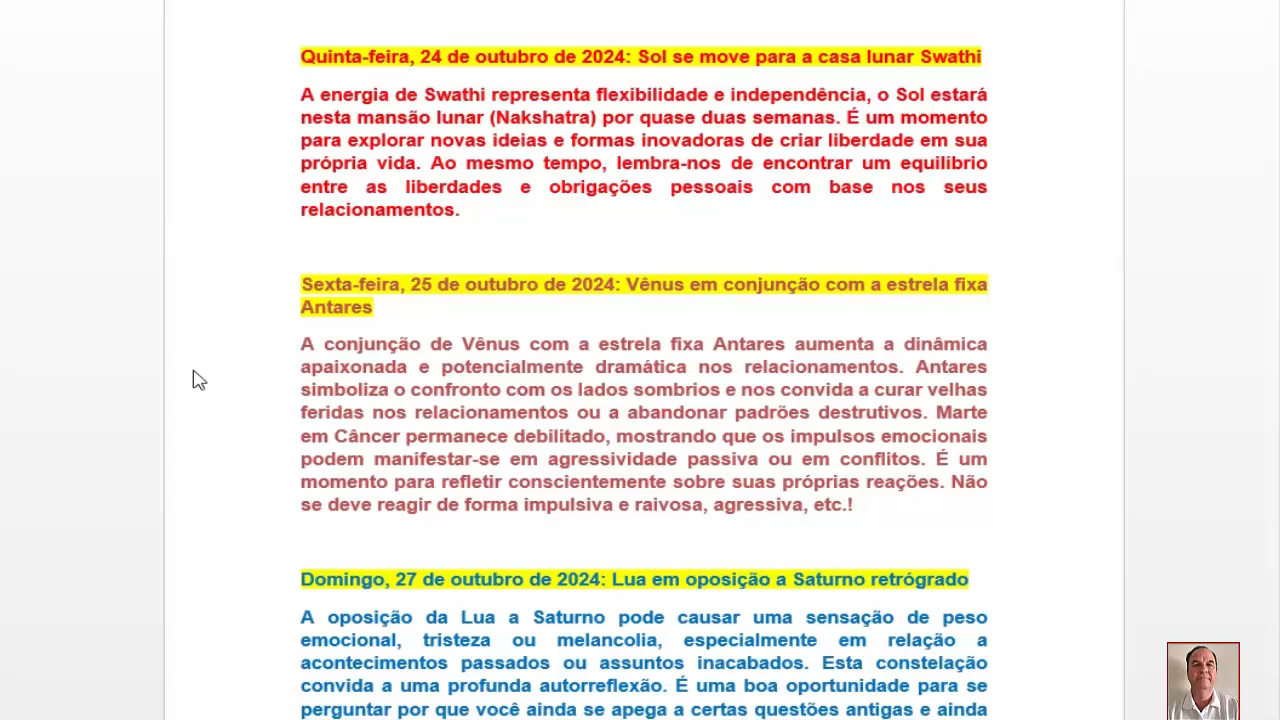 Quinta-feira, 24 de outubro de 2024: Sol se move para a casa lunar Swathi
A energia de Swathi representa flexibilidade e independência, o Sol estará
nesta mansão lunar (Nakshatra) por quase duas semanas. É um momento
para explorar novas ideias e formas inovadoras de criar liberdade em sua
própria vida. Ao mesmo tempo, lembra-nos de encontrar um equilíbrio
entre as liberdades e obrigações pessoais com base nos seus
relacionamentos.
Sexta-feira, 25 de outubro de 2024: Vênus em conjunção com a estrela fixa
Antares
A conjunção de Vênus com a estrela fixa Antares aumenta a dinâmica
apaixonada e potencialmente dramática nos relacionamentos. Antares
simboliza o confronto com os lados sombrios e nos convida a curar velhas
feridas nos relacionamentos ou a abandonar padrões destrutivos. Marte
em Câncer permanece debilitado, mostrando que os impulsos emocionais
podem manifestar-se em agressividade passiva ou em conflitos. É um
momento para refletir conscientemente sobre suas próprias reações. Não
se deve reagir de forma impulsiva e raivosa, agressiva, etc.!
Domingo, 27 de outubro de 2024: Lua em oposição a Saturno retrógrado
A oposição da Lua a Saturno pode causar uma sensação de peso
emocional, tristeza ou melancolia, especialmente em relação a
acontecimentos passados ou assuntos inacabados. Esta constelação
convida a uma profunda autorreflexão. É uma boa oportunidade para se
perguntar por que você ainda se apega a certas questões antigas e ainda